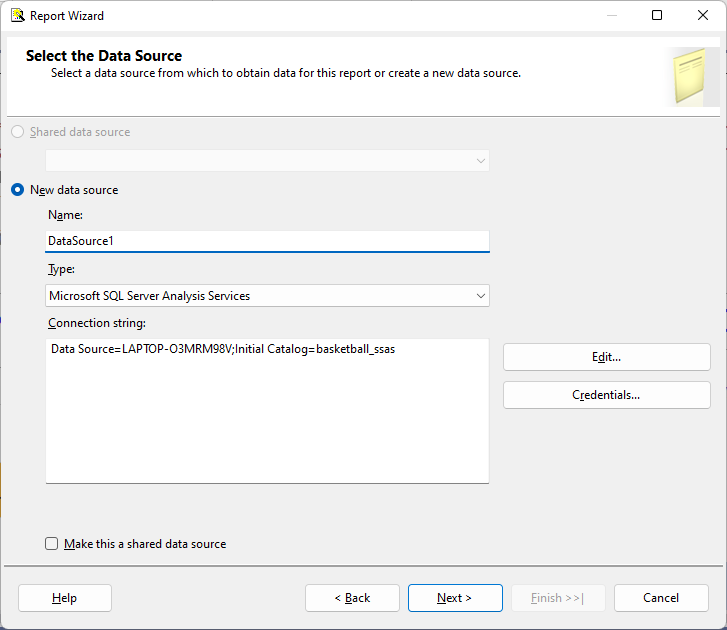 Report Wizard
Select the Data Source
Select a data source from which to obtain data for this report or create a new data source.
Shared data source
New data source
Name:
DataSource1
Type:
Microsoft SQL Server Analysis Services
Connection string:
Data Source=LAPTOP-O3MRM98V;Initial Catalog=basketball_ssas
Edit...
Credentials...
Make this a shared data source
Help
< Back
Next >
Finish >>|
Cancel